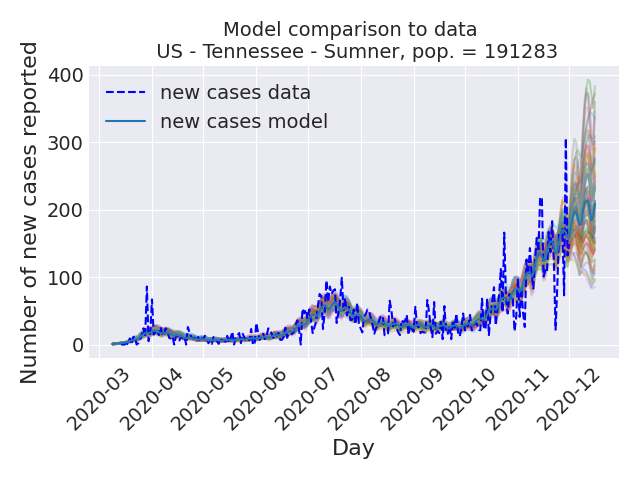 Model comparison to data
US - Tennessee - Sumner, pop. = 191283
Number of new cases reported
400
300
200
100
0
new cases data
new cases model
2020-03
2020-04
2020-05
2020-06
2020-07
2020-08
2020-09
2020-10
2020-11
2020-12
Day